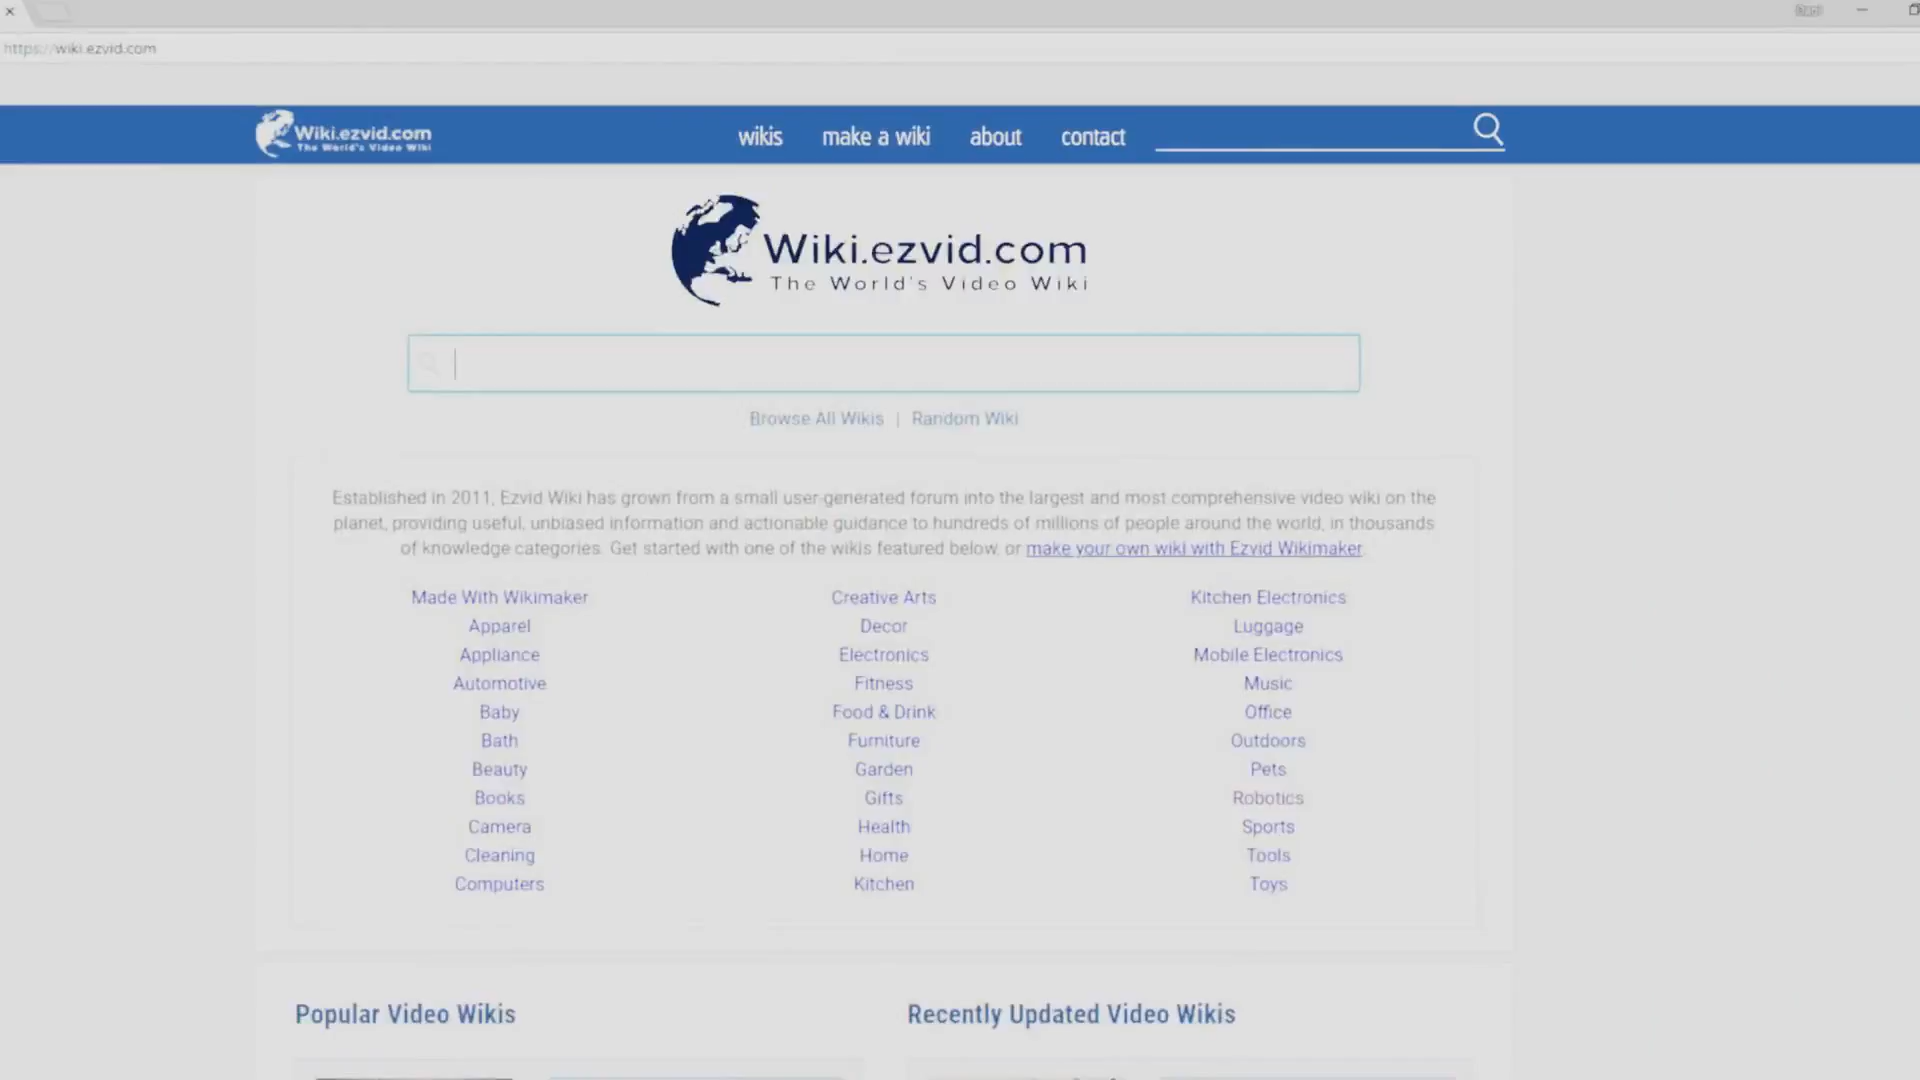 https://wiki.ezvid.com
Wiki.ezvid.com
The World's Video Wiki
wikis
make a wiki
about
contact
Wiki.ezvid.com
The World's Video Wiki
Browse All Wikis | Random Wiki
Established in 2011, Ezvid Wiki has grown from a small user-generated forum into the largest and most comprehensive video wiki on the
planet, providing useful, unbiased information and actionable guidance to hundreds of millions of people around the world, in thousands
of knowledge categories. Get started with one of the wikis featured below, or make your own wiki with Ezvid Wikimaker.
Made With Wikimaker
Apparel
Appliance
Automotive
Baby
Bath
Beauty
Books
Camera
Cleaning
Computers
Creative Arts
Decor
Electronics
Fitness
Food & Drink
Furniture
Garden
Gifts
Health
Home
Kitchen
Kitchen Electronics
Luggage
Mobile Electronics
Music
Office
Outdoors
Pets
Robotics
Sports
Tools
Toys
Popular Video Wikis
Recently Updated Video Wikis